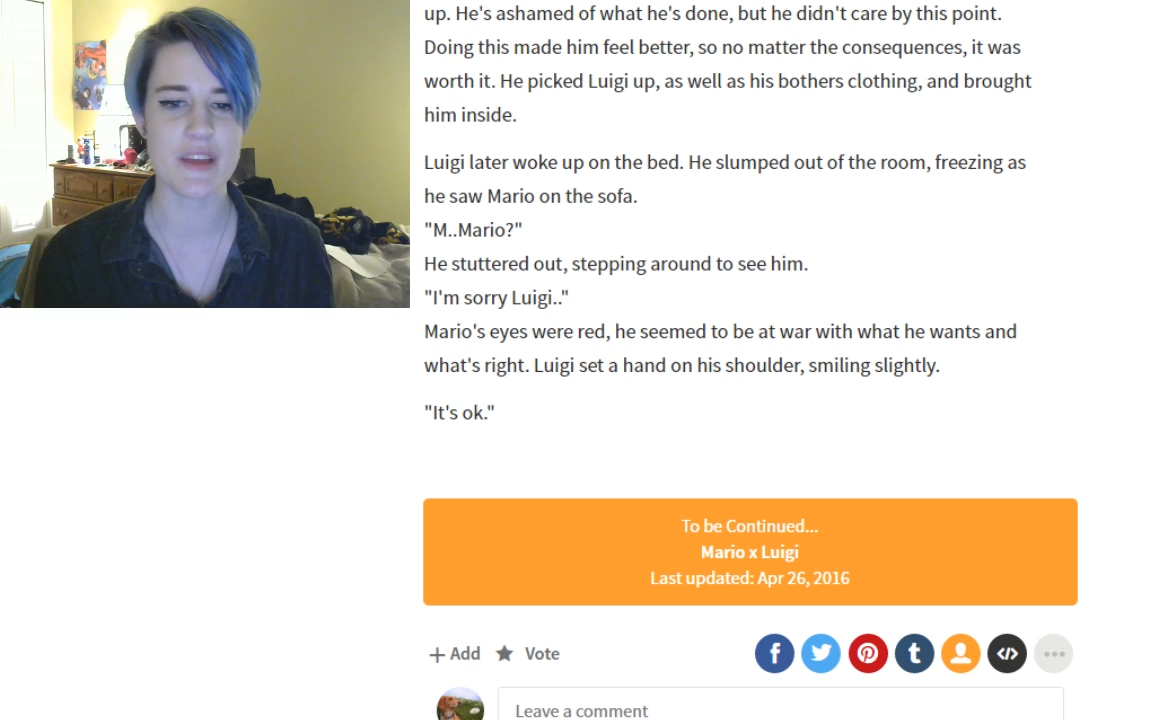 up. He's ashamed of what he's done, but he didn't care by this point.
Doing this made him feel better, so no matter the consequences, it was
worth it. He picked Luigi up, as well as his bothers clothing, and brought
him inside.
Luigi later woke up on the bed. He slumped out of the room, freezing as
he saw Mario on the sofa.
"M..Mario?"
He stuttered out, stepping around to see him.
"I'm sorry Luigi.."
Mario's eyes were red, he seemed to be at war with what he wants and
what's right. Luigi set a hand on his shoulder, smiling slightly.
"It's ok."
To be Continued...
Mario x Luigi
Last updated: Apr 26, 2016
+ Add ★ Vote
Leave a comment